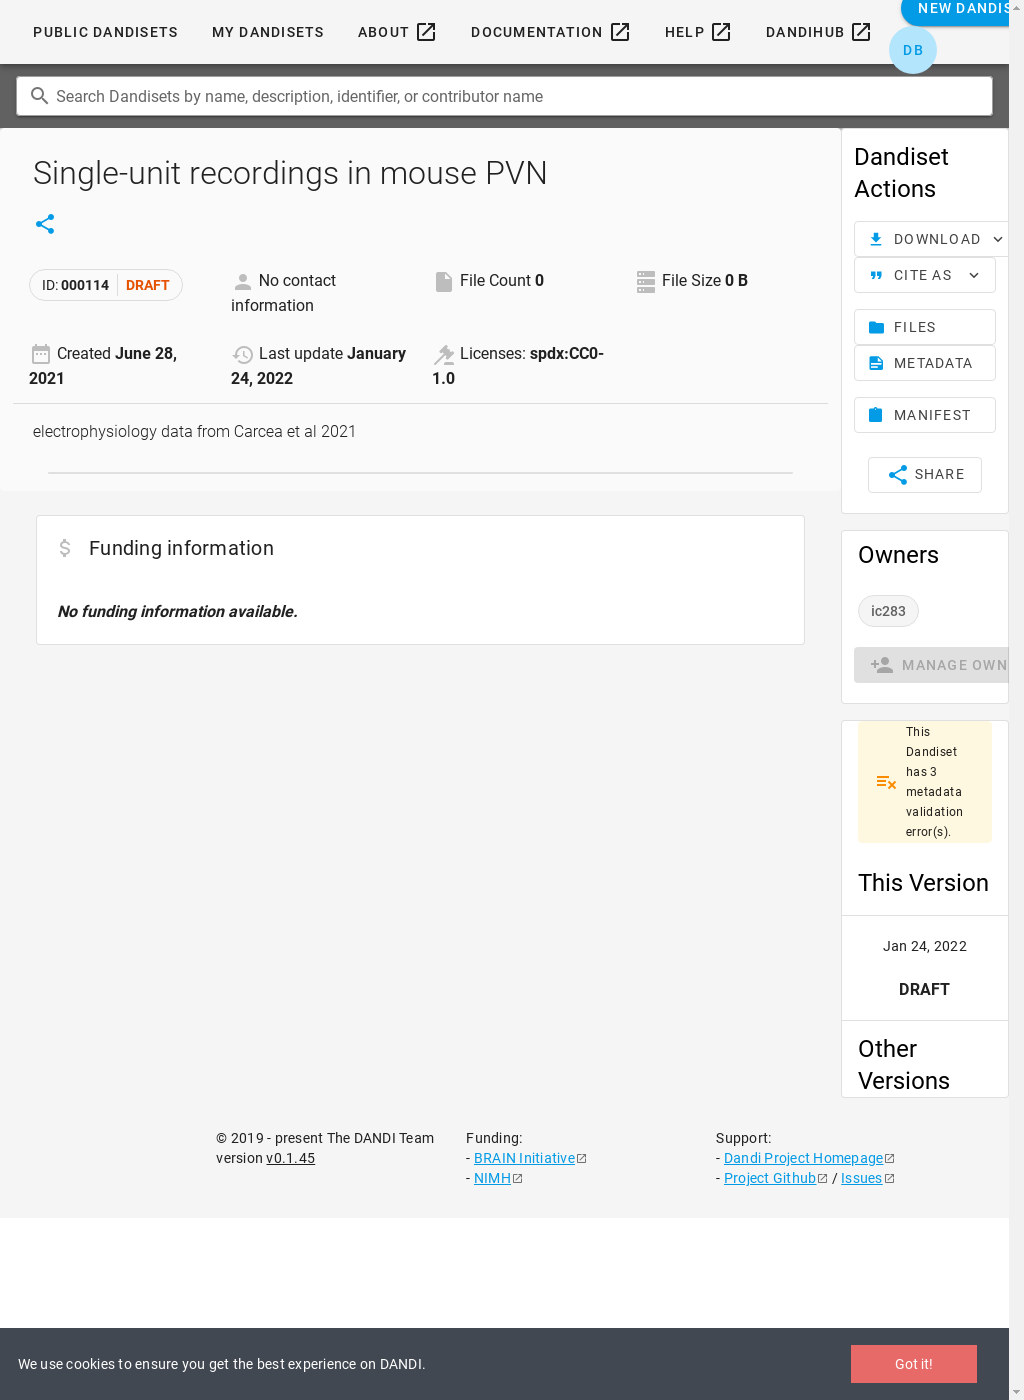 PUBLIC DANDISETS
MY DANDISETS
ABOUT
DOCUMENTATION
HELP
DANDIHUB
NEW DANDIS
DB
Search Dandisets by name, description, identifier, or contributor name
Single-unit recordings in mouse PVN
ID: 000114
DRAFT
No contact
information
File Count 0
File Size 0 B
Created June 28,
2021
Last update January
24, 2022
Licenses: spdx:CC0-
1.0
electrophysiology data from Carcea et al 2021
Funding information
No funding information available.
Dandiset
Actions
DOWNLOAD
CITE AS
FILES
METADATA
MANIFEST
SHARE
Owners
ic283
MANAGE OWN
This
Dandiset
has 3
metadata
validation
error(s).
This Version
Jan 24, 2022
DRAFT
Other
Versions
© 2019 - present The DANDI Team
version v0.1.45
Funding:
- BRAIN Initiative
- NIMH
Support:
- Dandi Project Homepage
- Project Github / Issues
We use cookies to ensure you get the best experience on DANDI.
Got it!